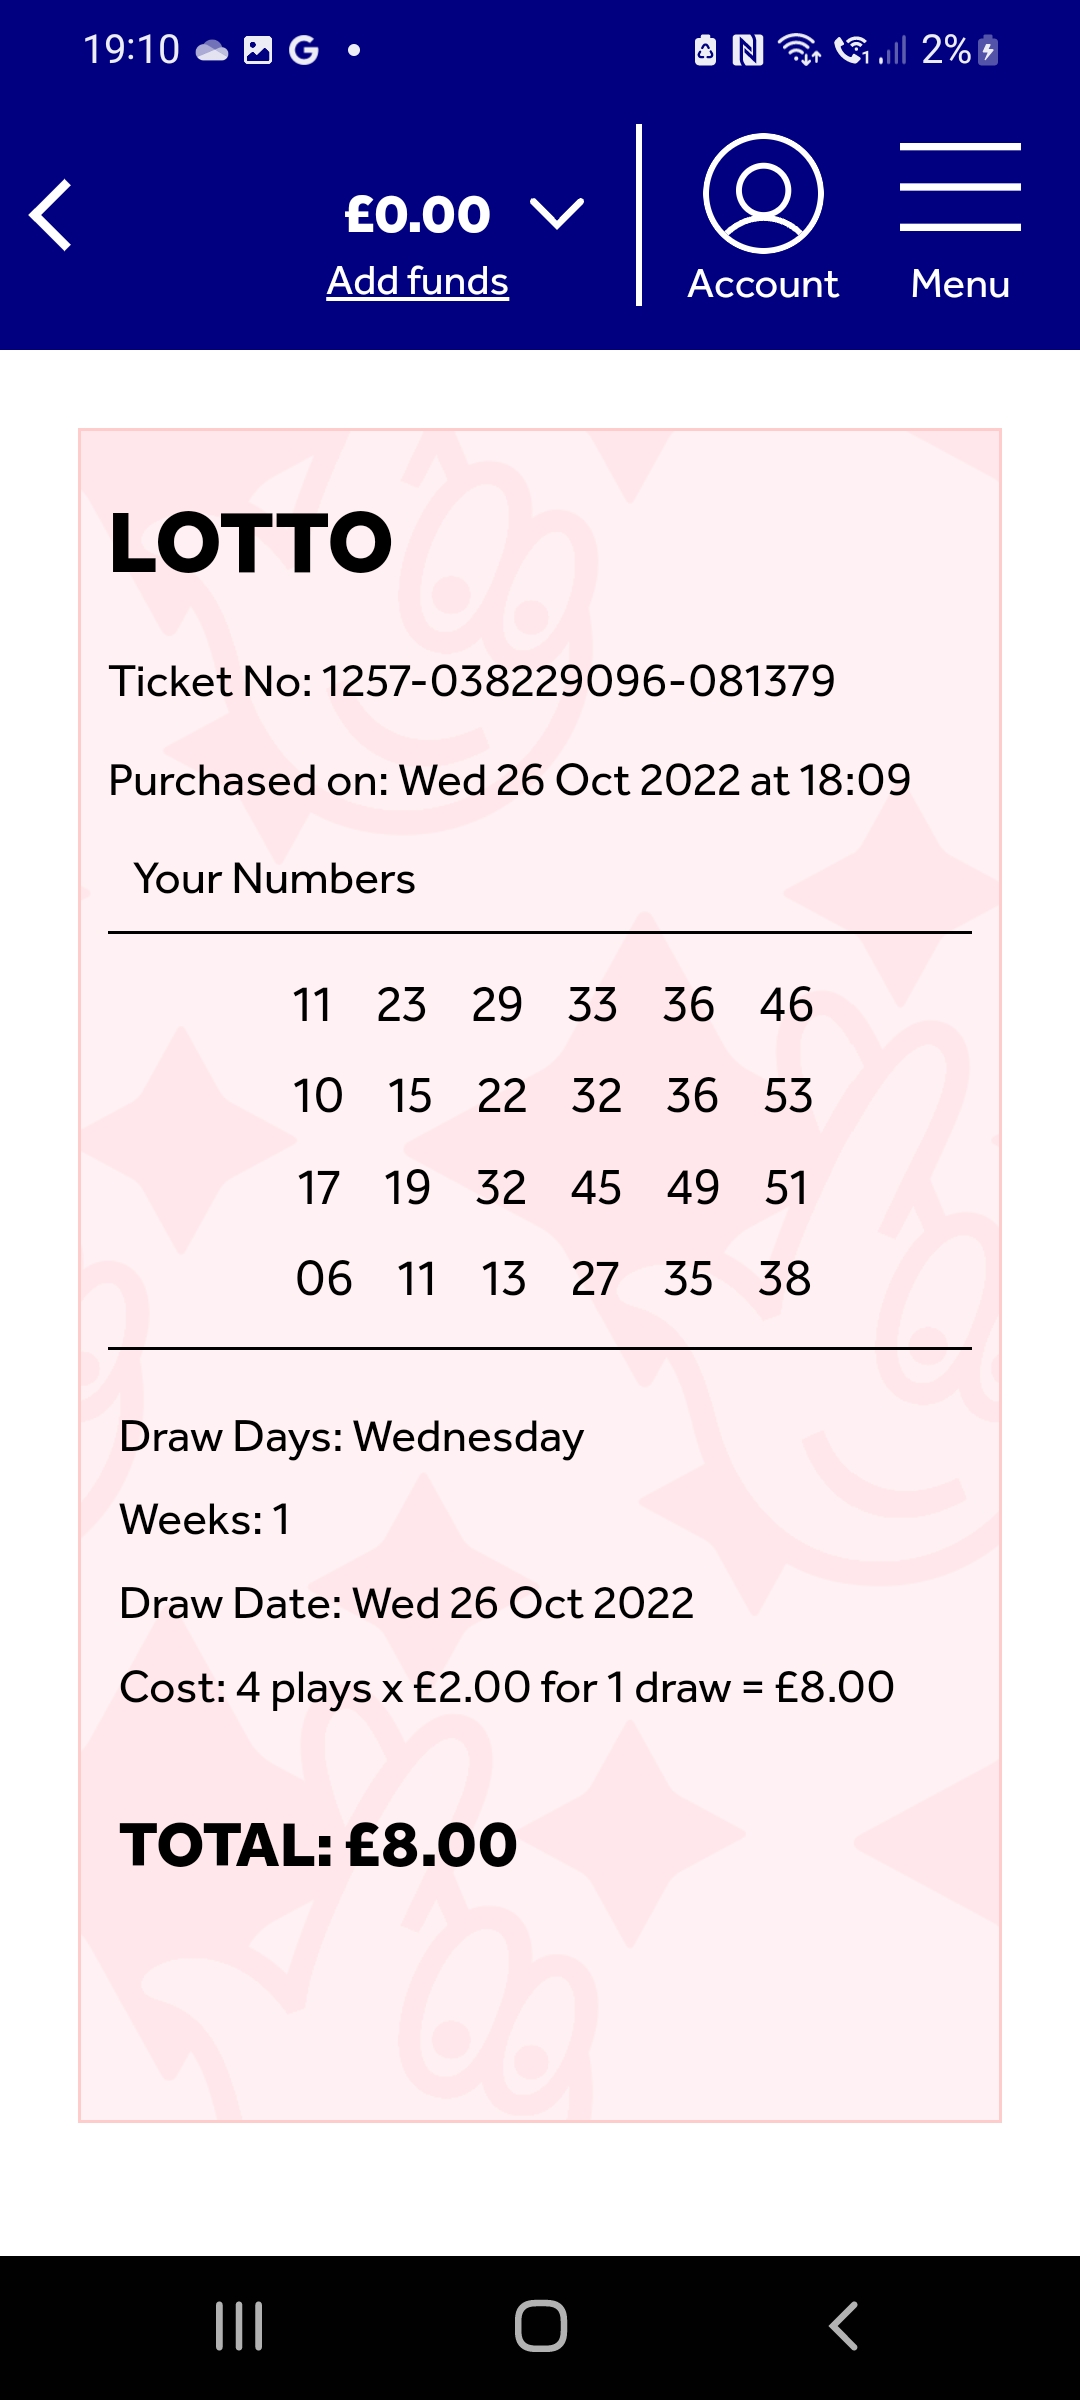 19:10 G 1 2%
£0.00
Add funds
Account Menu
LOTTO
Ticket No: 1257-038229096-081379
Purchased on: Wed 26 Oct 2022 at 18:09
Your Numbers
11 23 29 33 36 46
10 15 22 32 36 53
17 19 32 45 49 51
06 11 13 27 35 38
Draw Days: Wednesday
Weeks: 1
Draw Date: Wed 26 Oct 2022
Cost: 4 plays x £2.00 for 1 draw = £8.00
TOTAL: £8.00